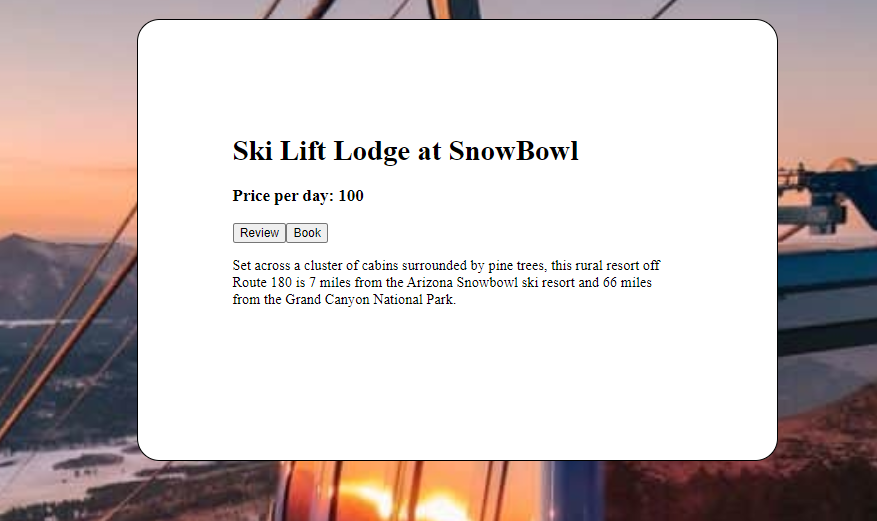 Ski Lift Lodge at SnowBowl
Price per day: 100
Review Book
Set across a cluster of cabins surrounded by pine trees, this rural resort off
Route 180 is 7 miles from the Arizona Snowbowl ski resort and 66 miles
from the Grand Canyon National Park.